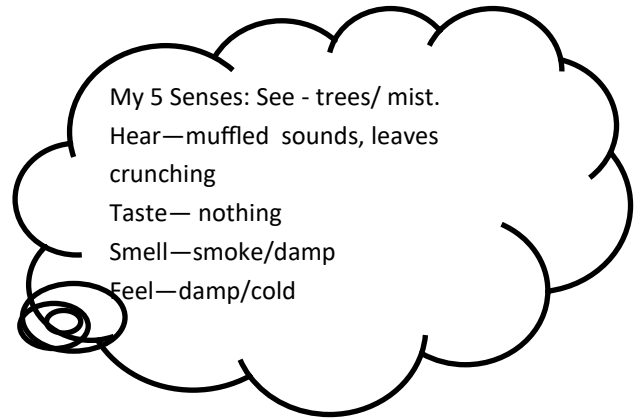 My 5 Senses: See - trees/ mist.
Hear—muffled sounds, leaves
crunching
Taste— nothing
Smell—smoke/damp
Feel—damp/cold